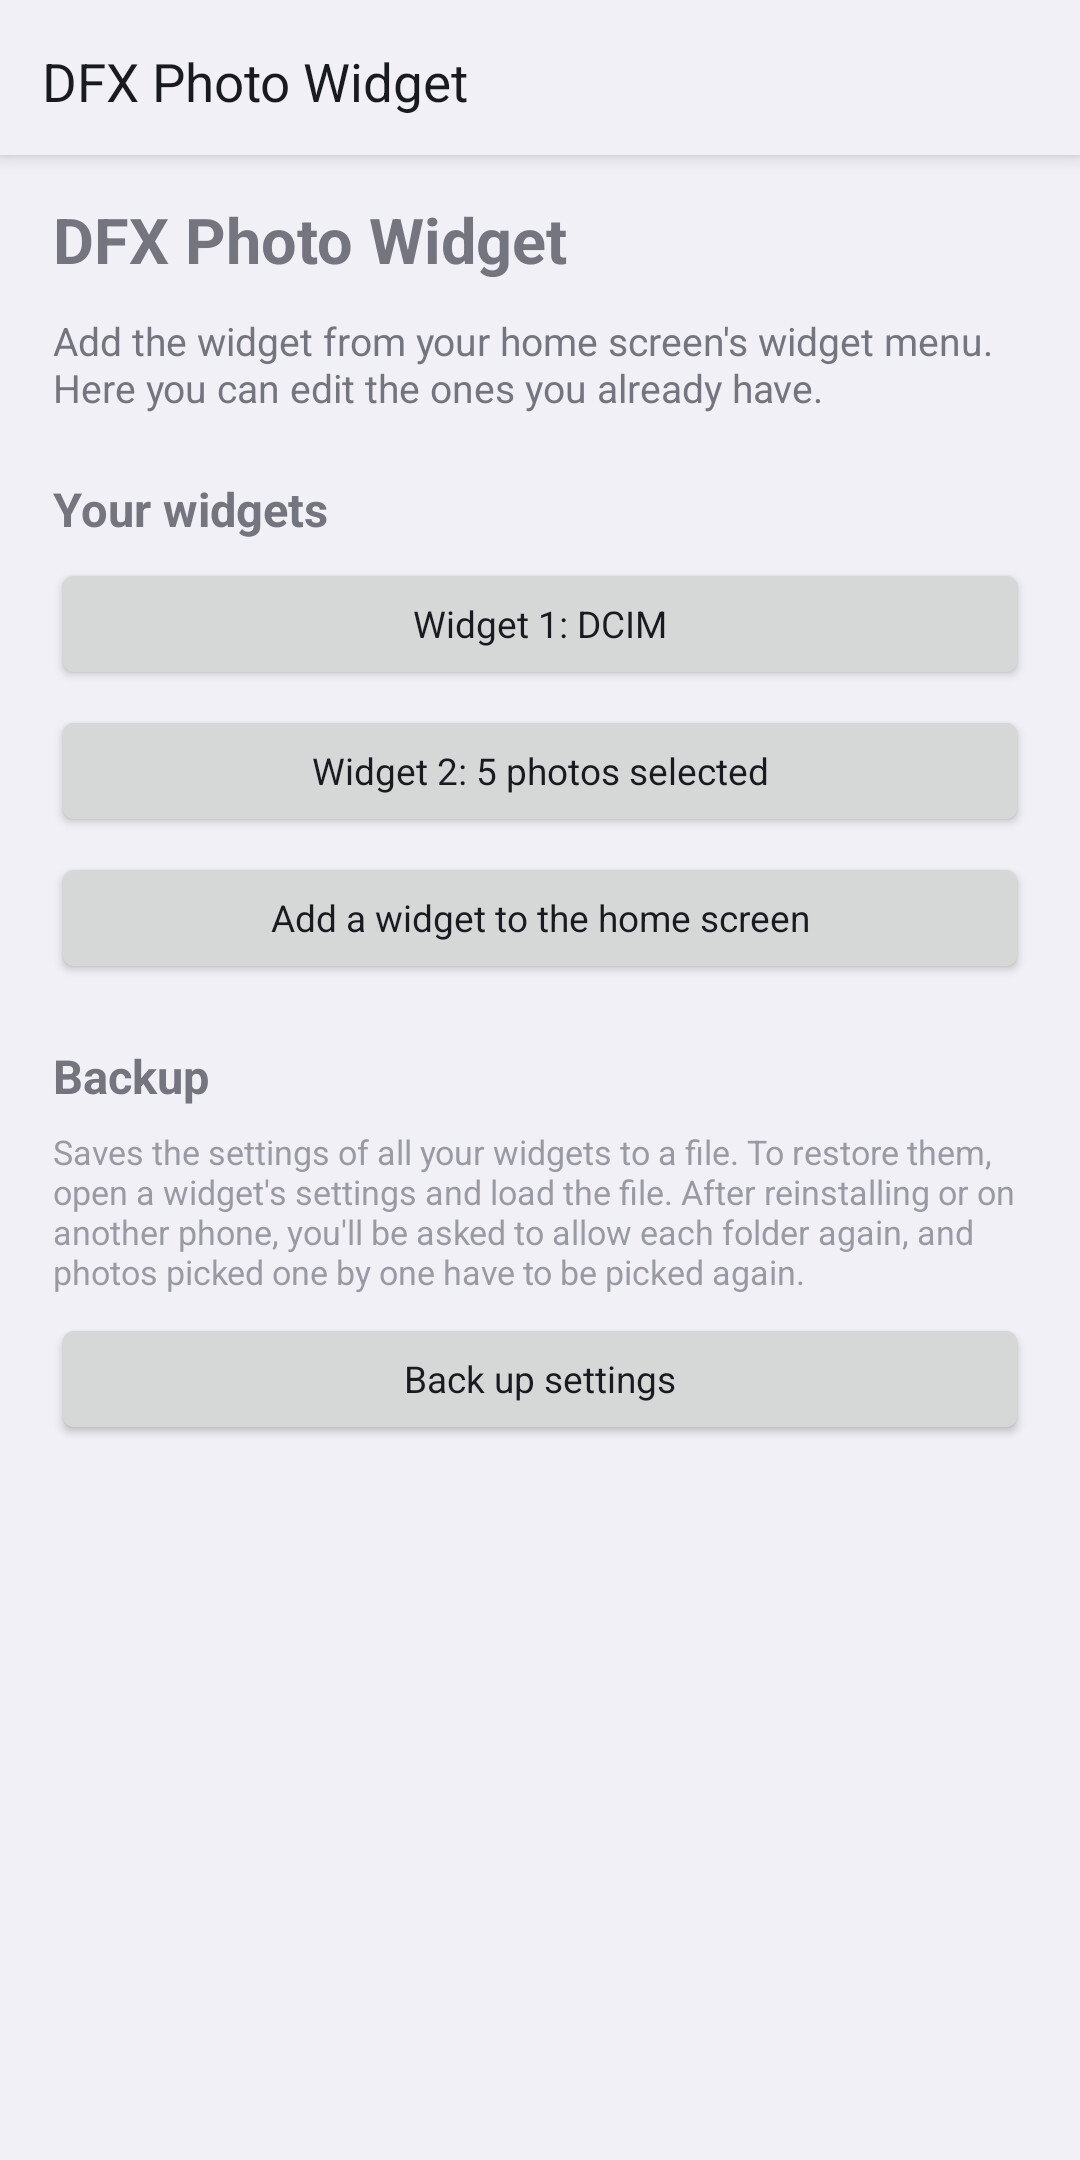 DFX Photo Widget
DFX Photo Widget
Add the widget from your home screen's widget menu.
Here you can edit the ones you already have.
Your widgets
Widget 1: DCIM
Widget 2: 5 photos selected
Add a widget to the home screen
Backup
Saves the settings of all your widgets to a file. To restore them,
open a widget's settings and load the file. After reinstalling or on
another phone, you'll be asked to allow each folder again, and
photos picked one by one have to be picked again.
Back up settings